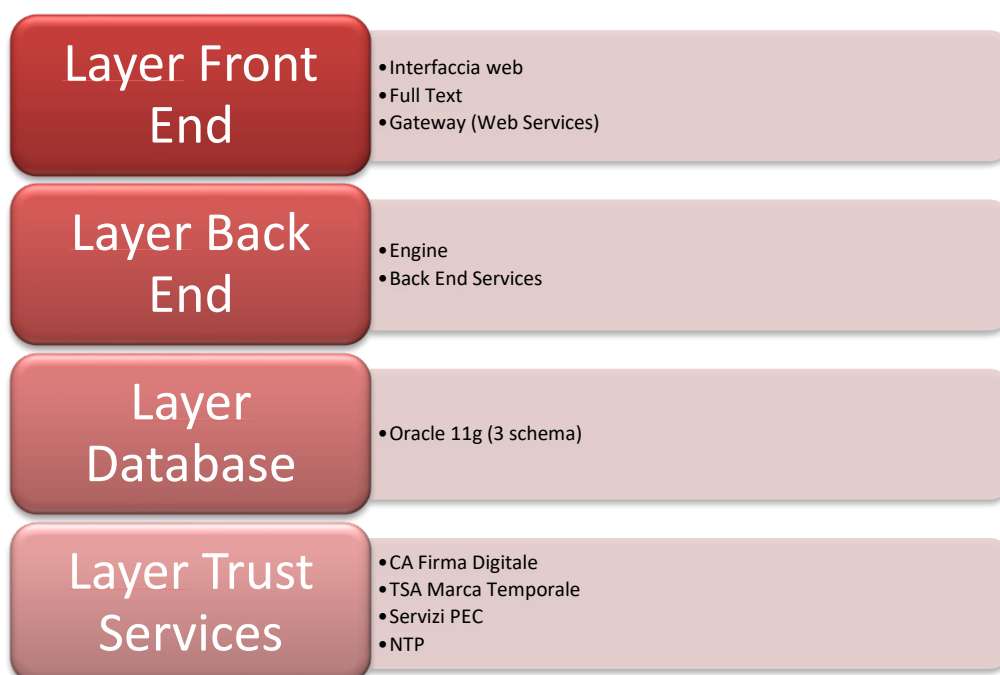 Layer Front
End
•Interfaccia web
•Full Text
•Gateway (Web Services)
Layer Back
End
•Engine
•Back End Services
Layer
Database
•Oracle 11g (3 schema)
Layer Trust
Services
•CA Firma Digitale
•TSA Marca Temporale
•Servizi PEC
•NTP